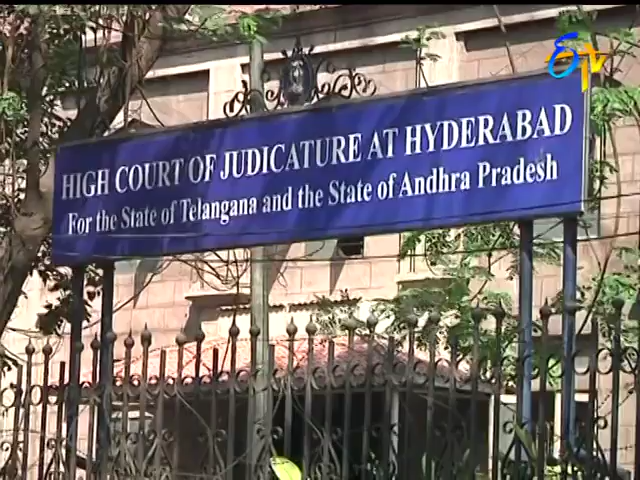 HIGH COURT OF JUDICATURE AT HYDERABAD
For the State of Telangana and the State of Andhra Pradesh